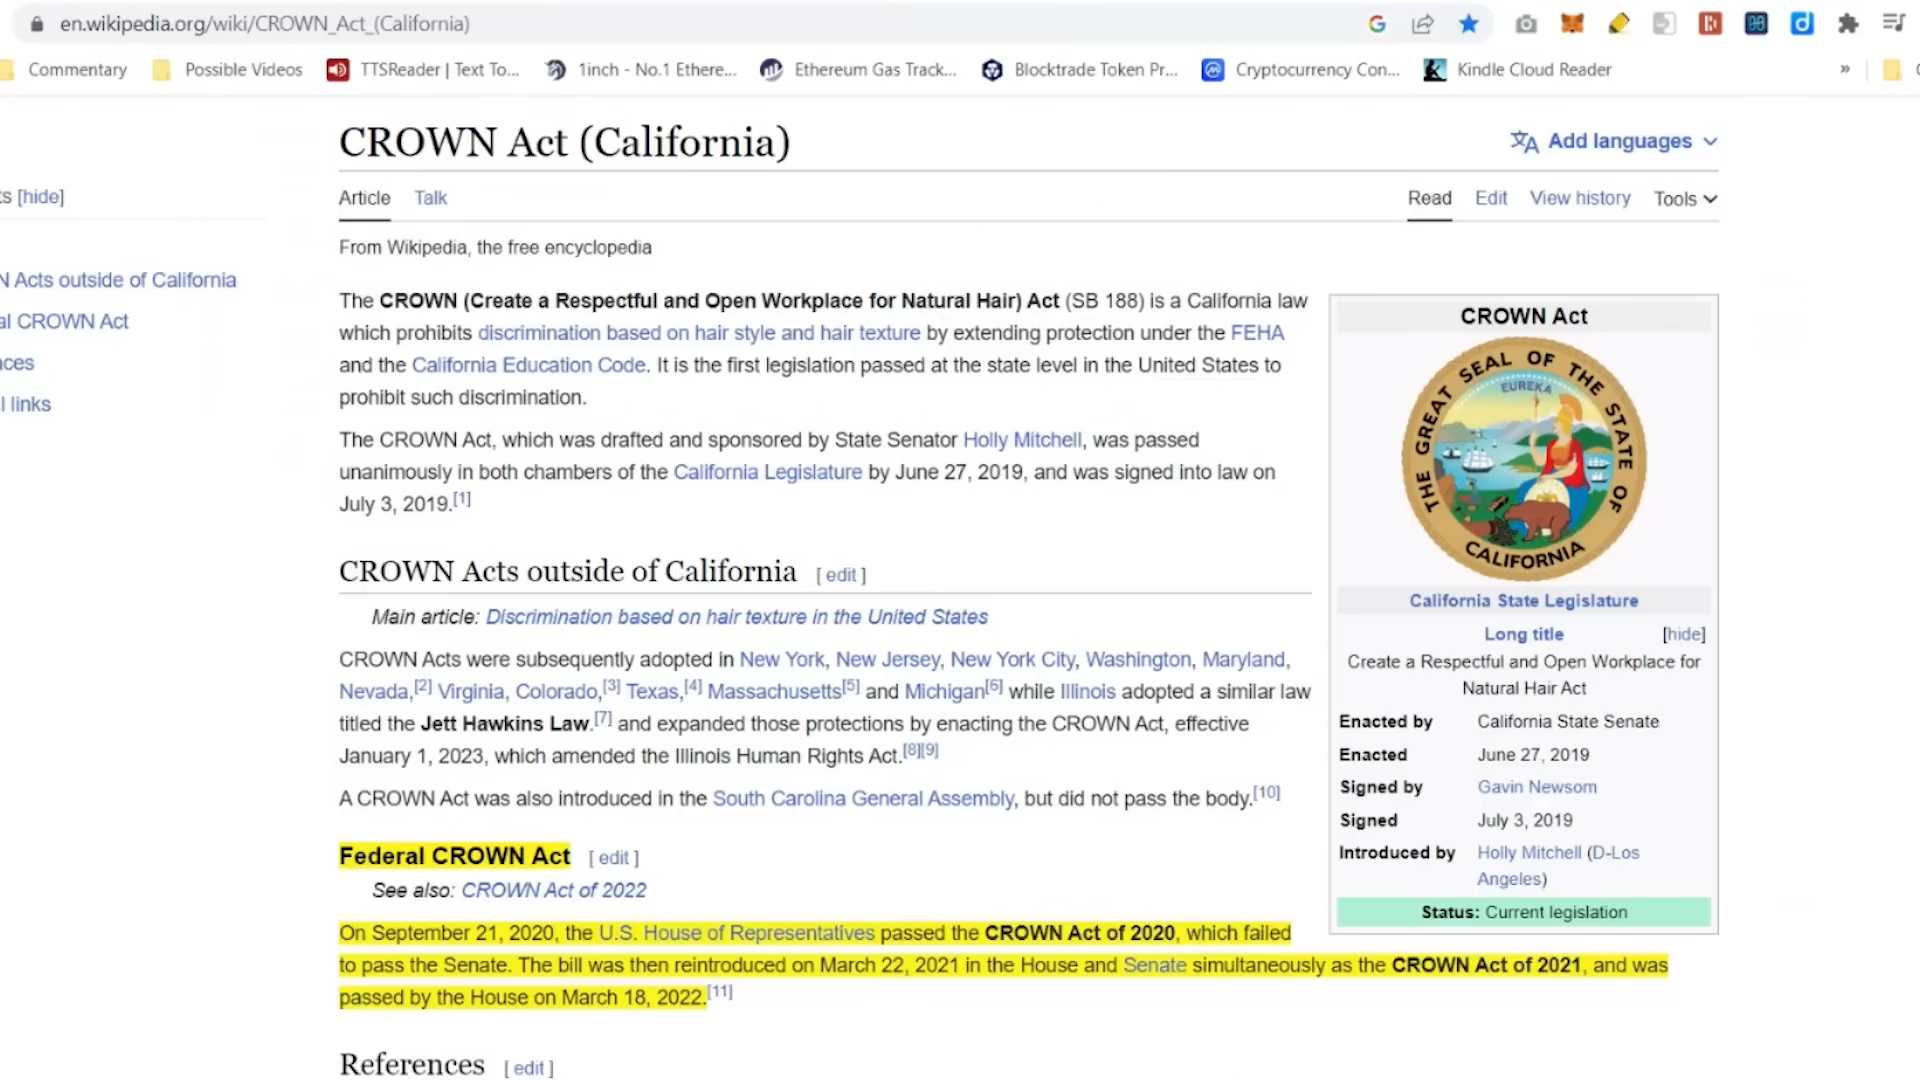 en.wikipedia.org/wiki/CROWN_Act_(California)
Commentary
Possible Videos
TTSReader | Text To...
1inch - No.1 Ethere...
Ethereum Gas Track...
Blocktrade Token Pr...
Cryptocurrency Con...
Kindle Cloud Reader
»
CROWN Act (California)
Add languages
ts [hide]
N Acts outside of California
al CROWN Act
nces
l links
Article Talk
Read Edit View history Tools
From Wikipedia, the free encyclopedia
The CROWN (Create a Respectful and Open Workplace for Natural Hair) Act (SB 188) is a California law
which prohibits discrimination based on hair style and hair texture by extending protection under the FEHA
and the California Education Code. It is the first legislation passed at the state level in the United States to
prohibit such discrimination.
The CROWN Act, which was drafted and sponsored by State Senator Holly Mitchell, was passed
unanimously in both chambers of the California Legislature by June 27, 2019, and was signed into law on
July 3, 2019.[1]
CROWN Acts outside of California [ edit ]
Main article: Discrimination based on hair texture in the United States
CROWN Acts were subsequently adopted in New York, New Jersey, New York City, Washington, Maryland,
Nevada,[2] Virginia, Colorado,[3] Texas,[4] Massachusetts[5] and Michigan[6] while Illinois adopted a similar law
titled the Jett Hawkins Law.[7] and expanded those protections by enacting the CROWN Act, effective
January 1, 2023, which amended the Illinois Human Rights Act.[8][9]
A CROWN Act was also introduced in the South Carolina General Assembly, but did not pass the body.[10]
Federal CROWN Act [ edit ]
See also: CROWN Act of 2022
On September 21, 2020, the U.S. House of Representatives passed the CROWN Act of 2020, which failed
to pass the Senate. The bill was then reintroduced on March 22, 2021 in the House and Senate simultaneously as the CROWN Act of 2021, and was
passed by the House on March 18, 2022.[11]
References [ edit ]
CROWN Act
THE GREAT SEAL OF THE STATE OF CALIFORNIA
EUREKA
California State Legislature
Long title [hide]
Create a Respectful and Open Workplace for
Natural Hair Act
Enacted by California State Senate
Enacted June 27, 2019
Signed by Gavin Newsom
Signed July 3, 2019
Introduced by Holly Mitchell (D-Los
Angeles)
Status: Current legislation